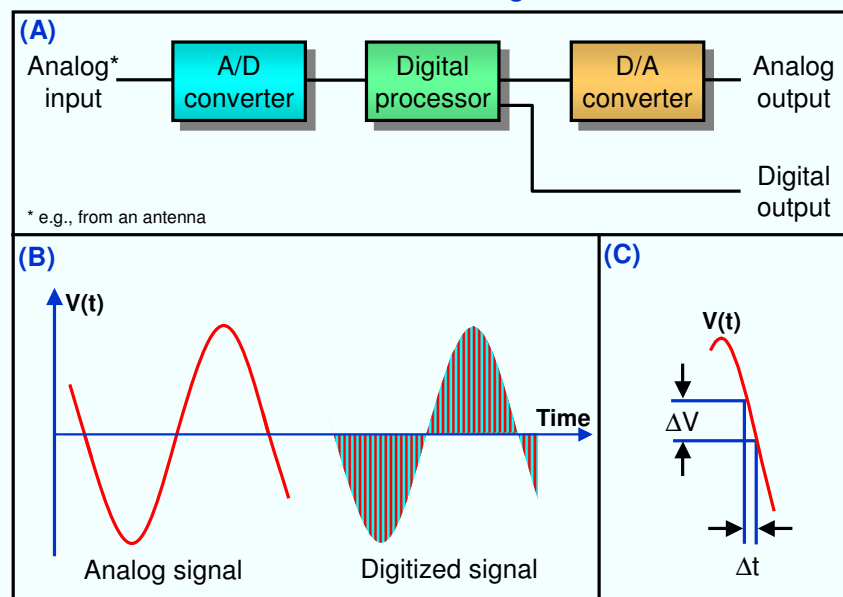 (A)
Analog*
input
A/D
converter
Digital
processor
D/A
converter
Analog
output
Digital
output
* e.g., from an antenna
(B)
V(t)
Time
Analog signal
Digitized signal
(C)
V(t)
ΔV
Δt